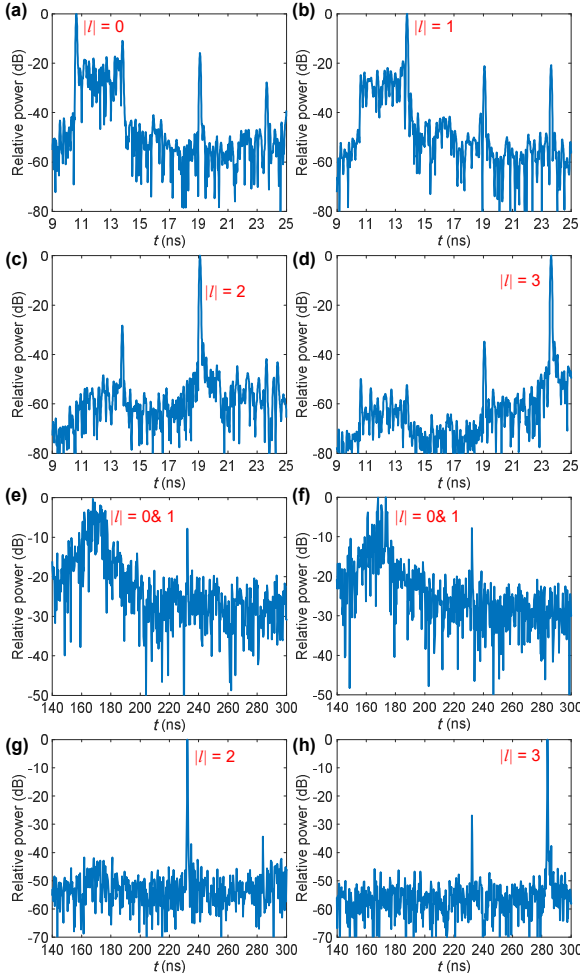 (a)
|l| = 0
Relative power (dB)
0
-20
-40
-60
-80
9 11 13 15 17 19 21 23 25
t (ns)
(b)
|l| = 1
Relative power (dB)
0
-20
-40
-60
-80
9 11 13 15 17 19 21 23 25
t (ns)
(c)
|l| = 2
Relative power (dB)
0
-20
-40
-60
-80
9 11 13 15 17 19 21 23 25
t (ns)
(d)
|l| = 3
Relative power (dB)
0
-20
-40
-60
-80
9 11 13 15 17 19 21 23 25
t (ns)
(e)
|l| = 0& 1
Relative power (dB)
0
-10
-20
-30
-40
-50
140 160 180 200 220 240 260 280 300
t (ns)
(f)
|l| = 0& 1
Relative power (dB)
0
-10
-20
-30
-40
-50
140 160 180 200 220 240 260 280 300
t (ns)
(g)
|l| = 2
Relative power (dB)
0
-10
-20
-30
-40
-50
-60
-70
140 160 180 200 220 240 260 280 300
t (ns)
(h)
|l| = 3
Relative power (dB)
0
-10
-20
-30
-40
-50
-60
-70
140 160 180 200 220 240 260 280 300
t (ns)